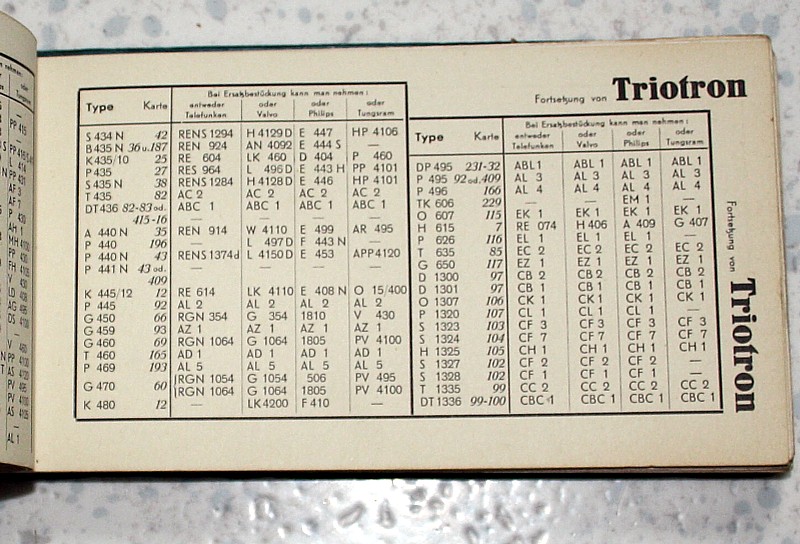 Fortsetzung von Triotron
Bei Ersatzbestückung kann man nehmen:
Type Karte entweder Telefunken oder Valvo oder Philips oder Tungsram
S 434 N 42 RENS 1294 H 4129 D E 447 HP 4106
B 435 N 36 u. 187 REN 924 AN 4092 E 444 S —
K 435/10 25 RE 604 LK 460 D 404 P 460
P 435 27 RES 964 L 496 D E 443 H PP 4101
S 435 N 38 RENS 1284 H 4128 D E 446 HP 4101
T 435 82 AC 2 AC 2 AC 2 AC 2
DT 436 82-83 od. ABC 1 ABC 1 ABC 1 ABC 1
415-16 — — — —
A 440 N 35 REN 914 W 4110 E 499 AR 495
P 440 196 — L 497 D F 443 N —
P 440 N 43 RENS 1374 d L 4150 D E 453 APP 4120
P 441 N 43 od. — — — —
409
K 445/12 12 RE 614 LK 4110 E 408 N O 15/400
P 445 92 AL 2 AL 2 AL 2 AL 2
G 450 66 RGN 354 G 354 1810 V 430
G 459 93 AZ 1 AZ 1 AZ 1 AZ 1
G 460 69 RGN 1064 G 1064 1805 PV 4100
T 460 165 AD 1 AD 1 AD 1 AD 1
P 469 193 AL 5 AL 5 AL 5 AL 5
G 470 60 RGN 1054 G 1054 506 PV 495
RGN 1064 G 1064 1805 PV 4100
K 480 12 — LK 4200 F 410 —
Bei Ersatzbestückung kann man nehmen:
Type Karte entweder Telefunken oder Valvo oder Philips oder Tungsram
DP 495 231-32 ABL 1 ABL 1 ABL 1 ABL 1
P 495 92 od. 409 AL 3 AL 3 AL 3 AL 3
P 496 166 AL 4 AL 4 AL 4 AL 4
TK 606 229 — — EM 1 —
O 607 115 EK 1 EK 1 EK 1 EK 1
H 615 7 RE 074 H 406 A 409 G 407
P 626 116 EL 1 EL 1 EL 1 —
T 635 85 EC 2 EC 2 EC 2 EC 2
G 650 117 EZ 1 EZ 1 EZ 1 EZ 1
D 1300 97 CB 2 CB 2 CB 2 CB 2
D 1301 97 CB 1 CB 1 CB 1 CB 1
O 1307 106 CK 1 CK 1 CK 1 CK 1
P 1320 107 CL 1 CL 1 CL 1 —
S 1323 103 CF 3 CF 3 CF 3 CF 3
S 1324 104 CF 7 CF 7 CF 7 CF 7
H 1325 105 CH 1 CH 1 CH 1 CH 1
S 1327 102 CF 2 CF 2 CF 2 —
S 1328 102 CF 1 CF 1 CF 1 —
T 1335 99 CC 2 CC 2 CC 2 CC 2
DT 1336 99-100 CBC 1 CBC 1 CBC 1 CBC 1
Fortsetzung von Triotron